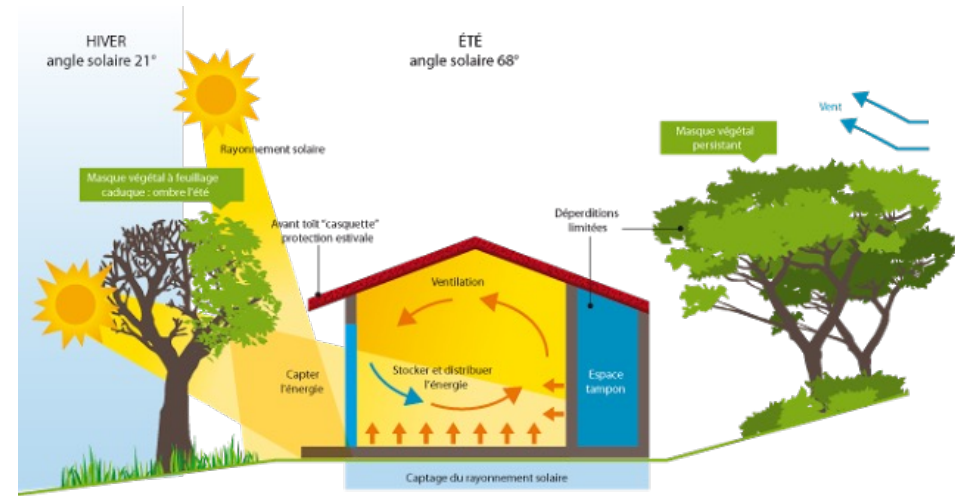 HIVER
angle solaire 21°
ÉTÉ
angle solaire 68°
Vent
Masque végétal
persistant
Rayonnement solaire
Masque végétal à feuillage
caduque : ombre l'été
Avant toît "casquette"
protection estivale
Déperditions
limitées
Ventilation
Capter
l'énergie
Stocker et distribuer
l'énergie
Espace
tampon
Captage du rayonnement solaire